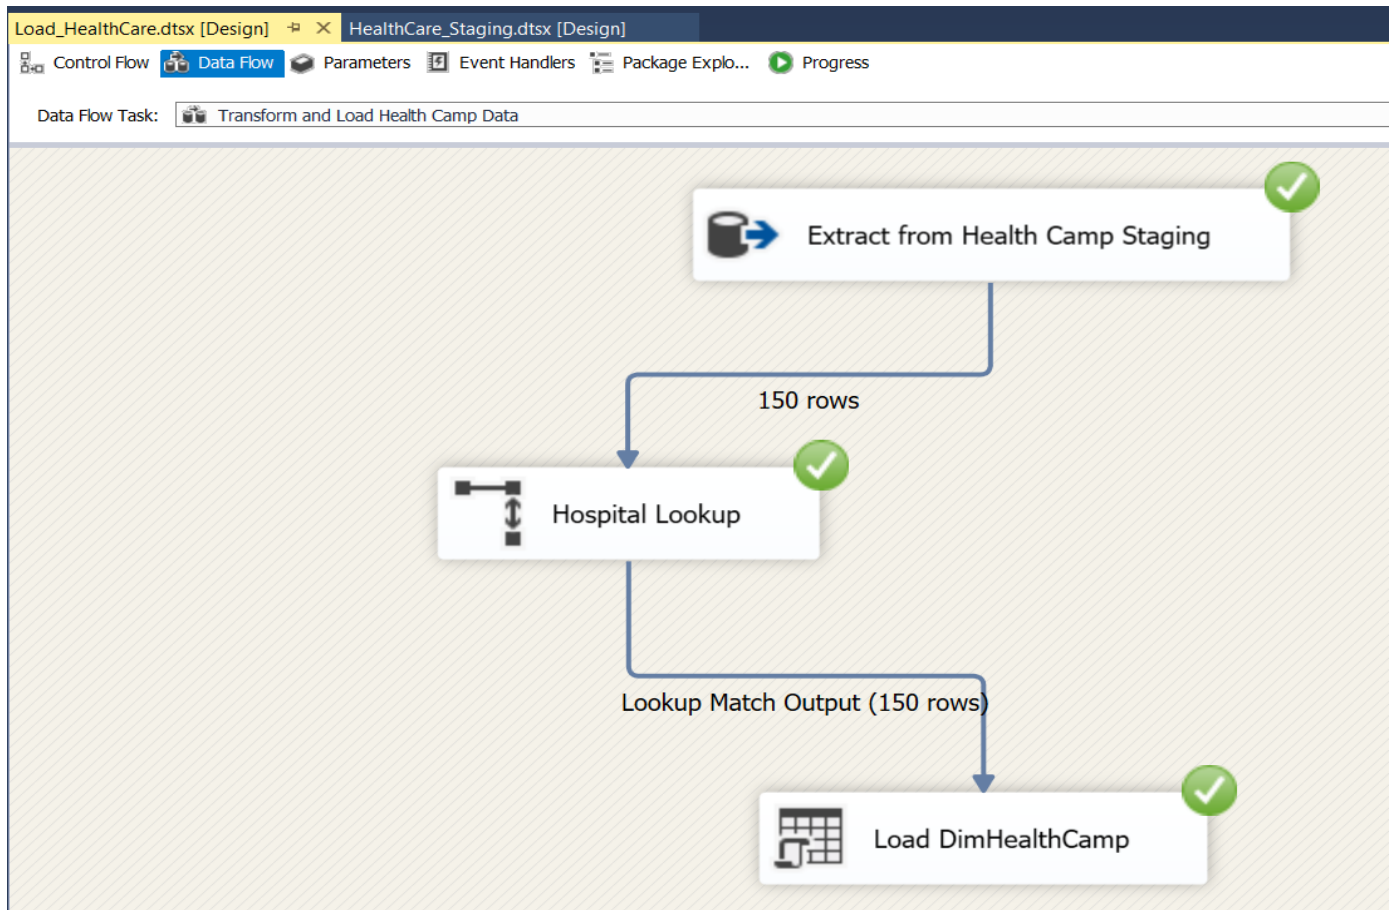 Load_HealthCare.dtsx [Design] HealthCare_Staging.dtsx [Design]
Control Flow Data Flow Parameters Event Handlers Package Explo... Progress
Data Flow Task: Transform and Load Health Camp Data
Extract from Health Camp Staging
150 rows
Hospital Lookup
Lookup Match Output (150 rows)
Load DimHealthCamp